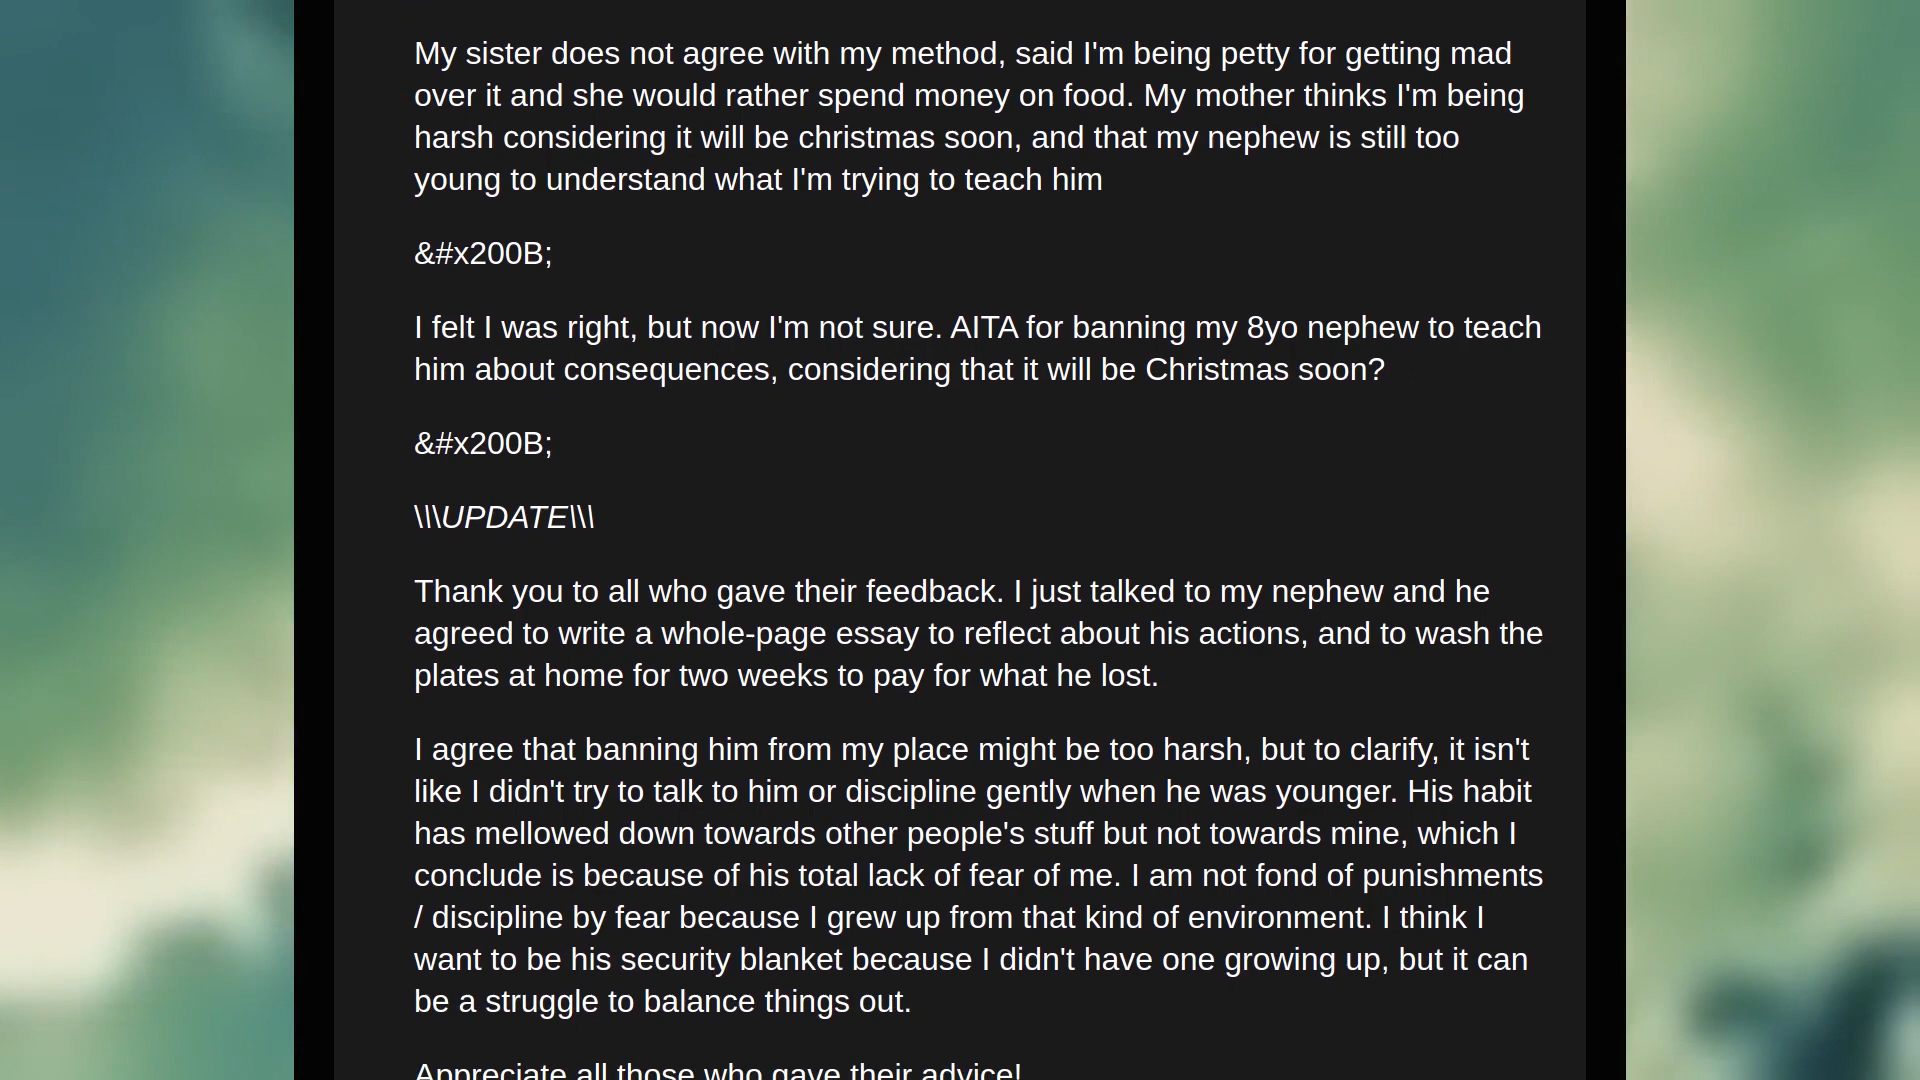 My sister does not agree with my method, said I'm being petty for getting mad
over it and she would rather spend money on food. My mother thinks I'm being
harsh considering it will be christmas soon, and that my nephew is still too
young to understand what I'm trying to teach him
&#x200B;
I felt I was right, but now I'm not sure. AITA for banning my 8yo nephew to teach
him about consequences, considering that it will be Christmas soon?
&#x200B;
\\\UPDATE\\\
Thank you to all who gave their feedback. I just talked to my nephew and he
agreed to write a whole-page essay to reflect about his actions, and to wash the
plates at home for two weeks to pay for what he lost.
I agree that banning him from my place might be too harsh, but to clarify, it isn't
like I didn't try to talk to him or discipline gently when he was younger. His habit
has mellowed down towards other people's stuff but not towards mine, which I
conclude is because of his total lack of fear of me. I am not fond of punishments
/ discipline by fear because I grew up from that kind of environment. I think I
want to be his security blanket because I didn't have one growing up, but it can
be a struggle to balance things out.
Appreciate all those who gave their advice!